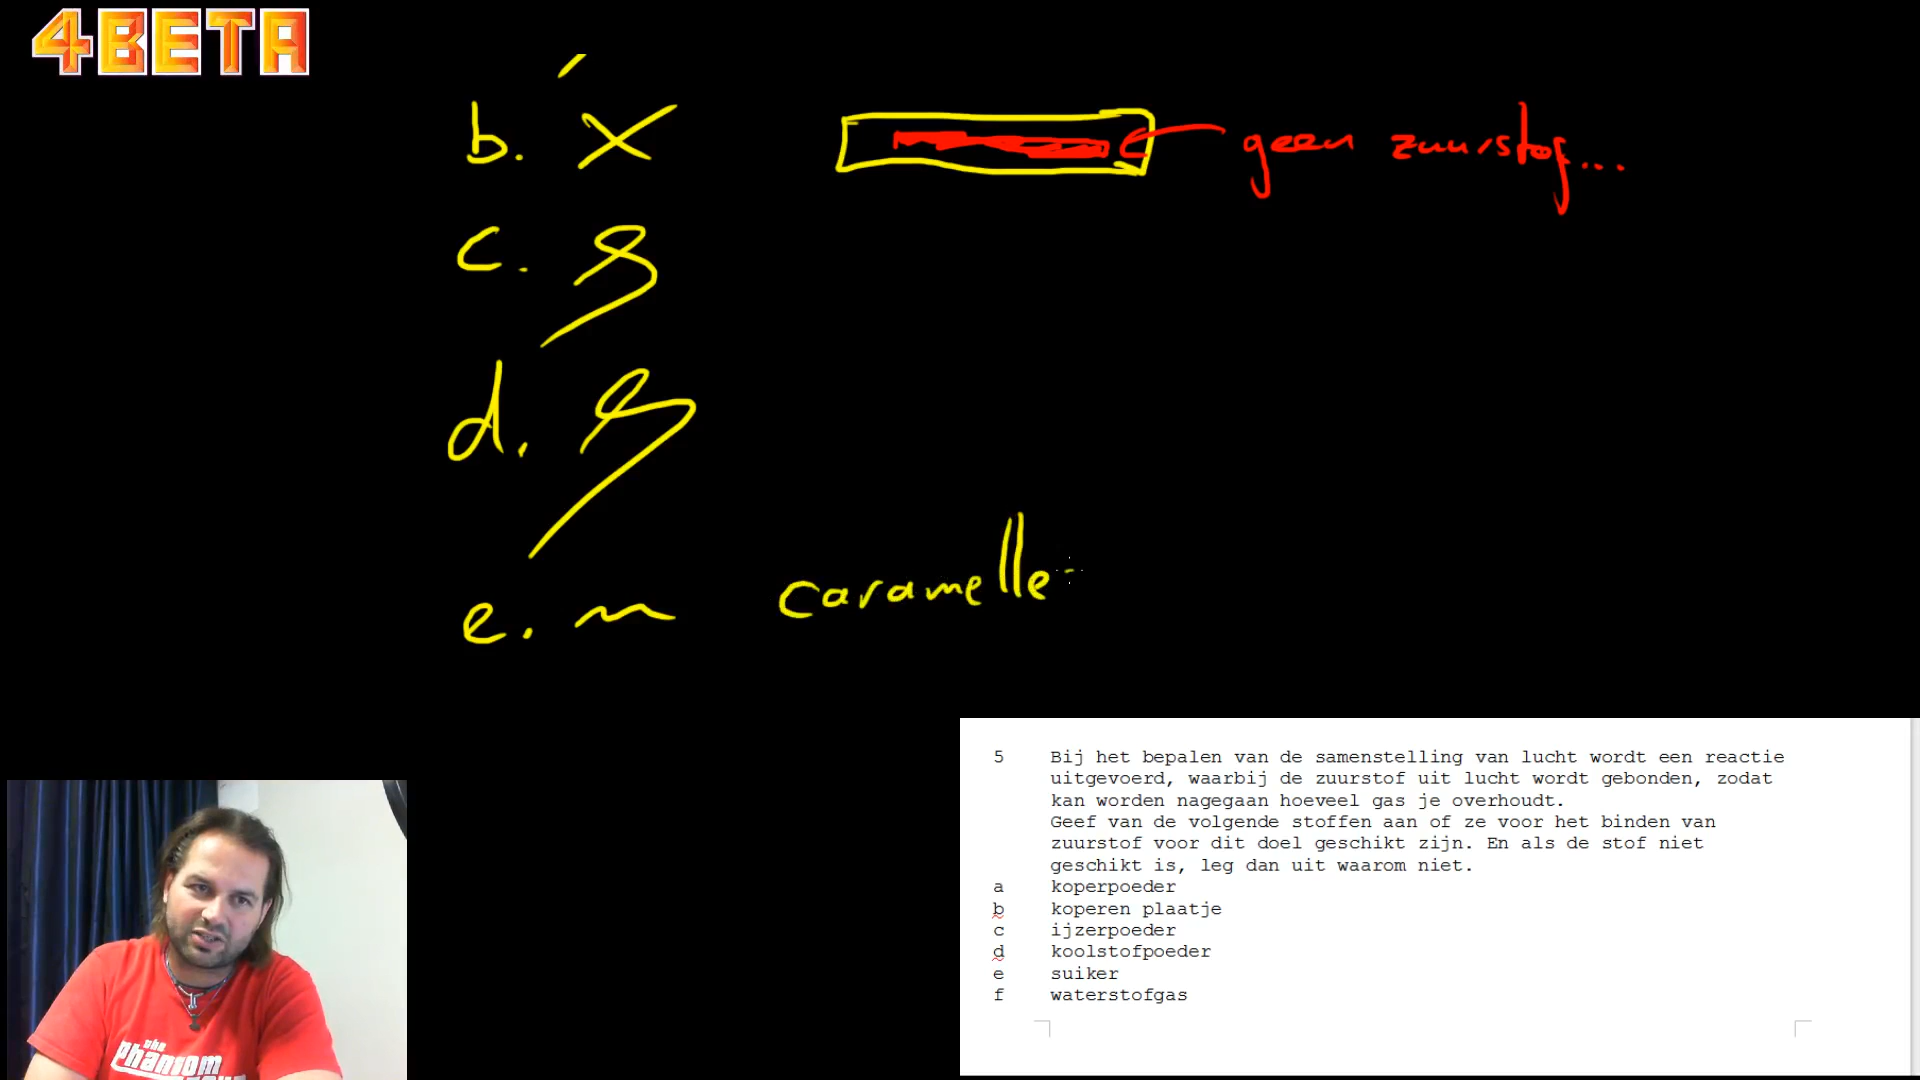 4BETA
b. geen zuurstof...
c.
d.
e. caramelle
5 Bij het bepalen van de samenstelling van lucht wordt een reactie
uitgevoerd, waarbij de zuurstof uit lucht wordt gebonden, zodat
kan worden nagegaan hoeveel gas je overhoudt.
Geef van de volgende stoffen aan of ze voor het binden van
zuurstof voor dit doel geschikt zijn. En als de stof niet
geschikt is, leg dan uit waarom niet.
a koperpoeder
b koperen plaatje
c ijzerpoeder
d koolstofpoeder
e suiker
f waterstofgas
the
phantom